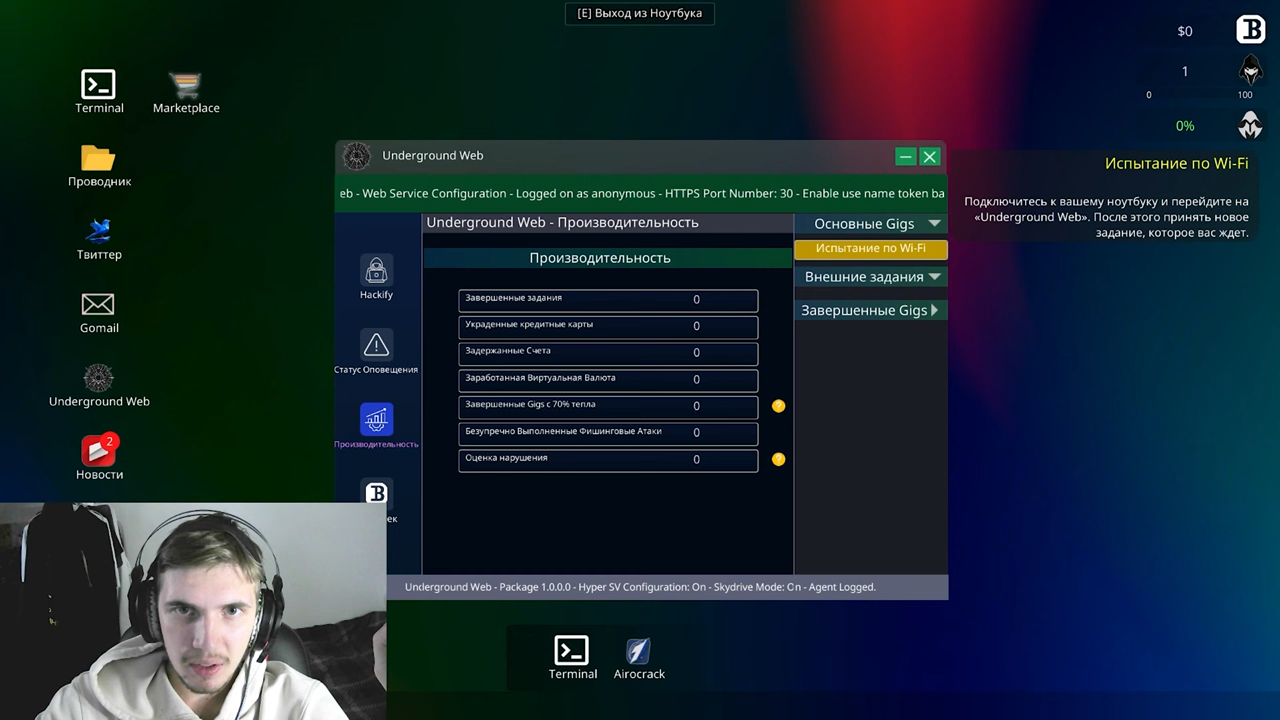 [E] Выход из Ноутбука
$0
1
0 100
0%
Terminal
Marketplace
Проводник
Твиттер
Gomail
Underground Web
2
Новости
Underground Web
eb - Web Service Configuration - Logged on as anonymous - HTTPS Port Number: 30 - Enable use name token ba
Hackify
Статус Оповещения
Производительность
ек
Underground Web - Производительность
Производительность
Завершенные задания 0
Украденные кредитные карты 0
Задержанные Счета 0
Заработанная Виртуальная Валюта 0
Завершенные Gigs с 70% тепла 0 ?
Безупречно Выполненные Фишинговые Атаки 0
Оценка нарушения 0 ?
Основные Gigs
Испытание по Wi-Fi
Внешние задания
Завершенные Gigs
Underground Web - Package 1.0.0.0 - Hyper SV Configuration: On - Skydrive Mode: On - Agent Logged.
Испытание по Wi-Fi
Подключитесь к вашему ноутбуку и перейдите на
«Underground Web». После этого принять новое
задание, которое вас ждет.
Terminal
Airocrack